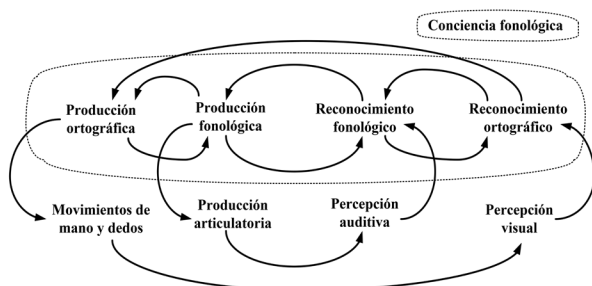 Conciencia fonológica
Producción
ortográfica
Producción
fonológica
Reconocimiento
fonológico
Reconocimiento
ortográfico
Movimientos de
mano y dedos
Producción
articulatoria
Percepción
auditiva
Percepción
visual